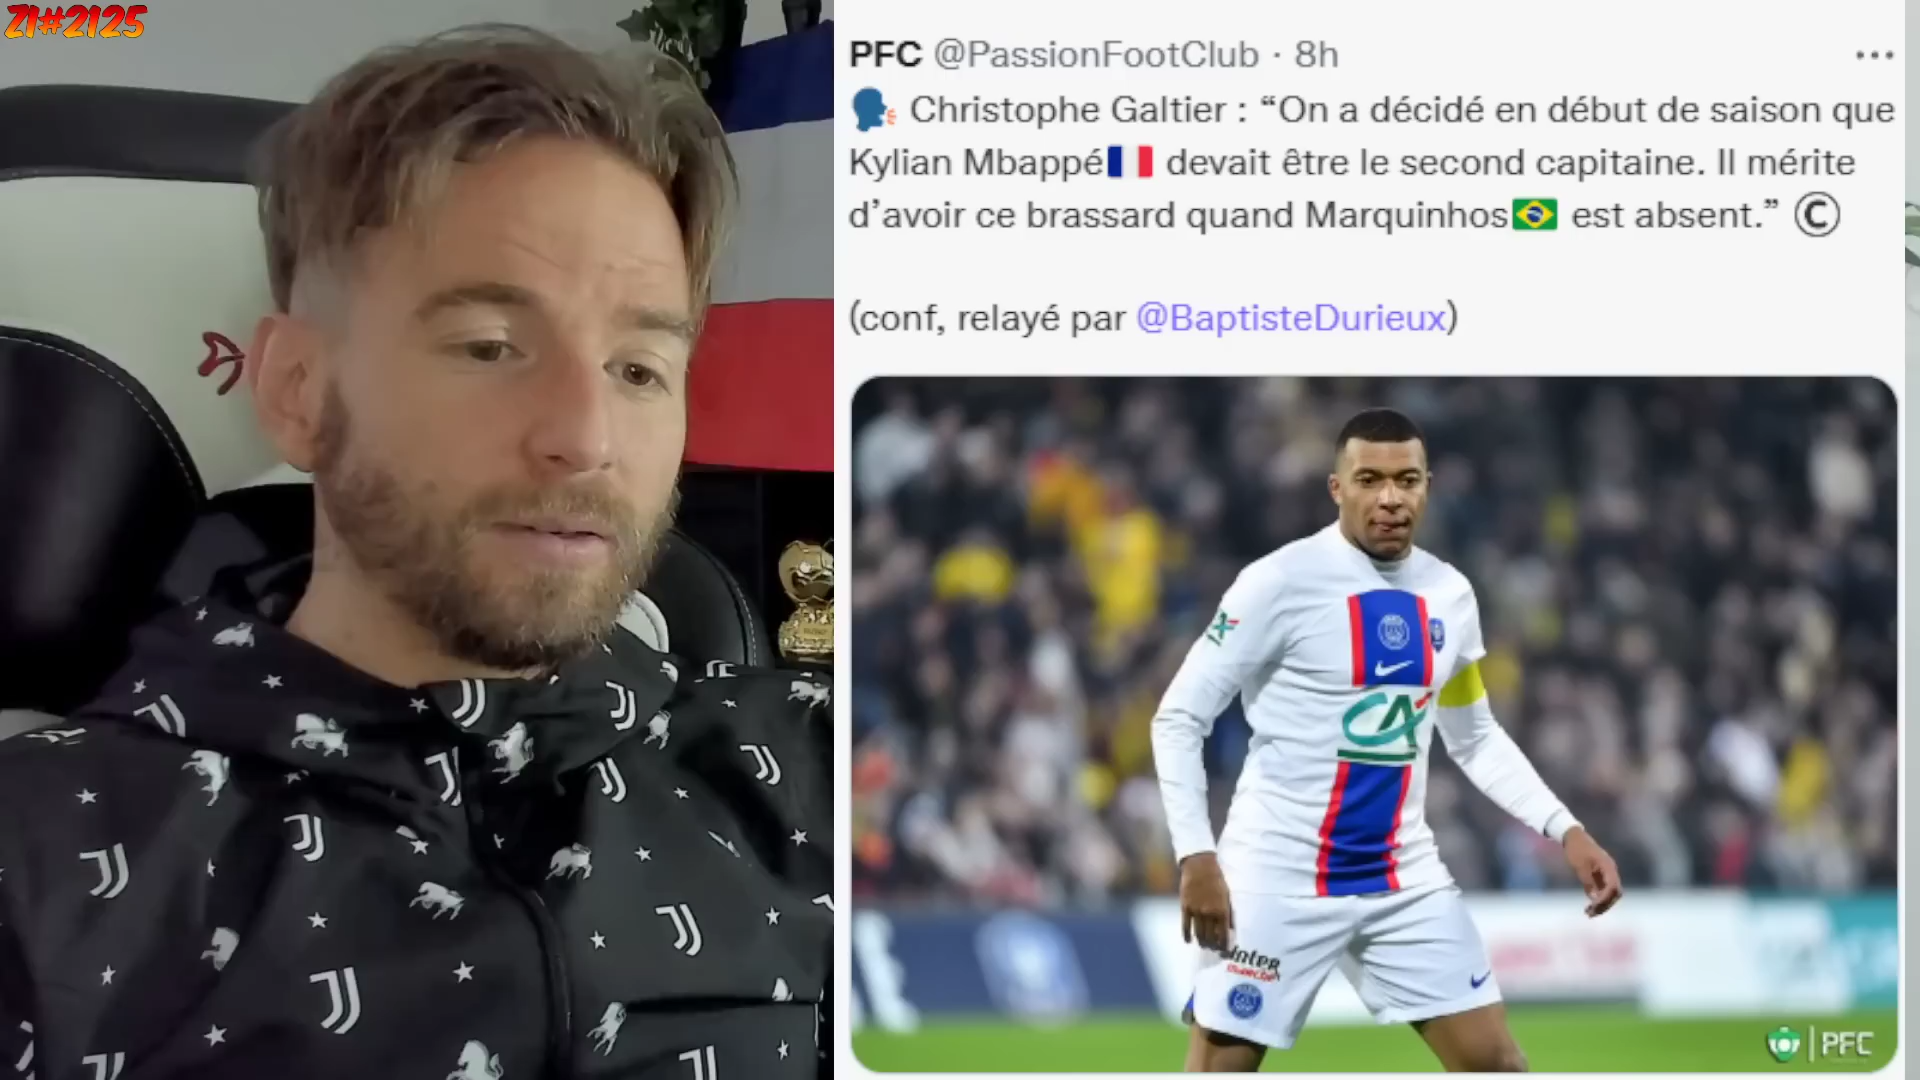 Z1#2125
PFC @PassionFootClub · 8h
Christophe Galtier : “On a décidé en début de saison que
Kylian Mbappé🇫🇷 devait être le second capitaine. Il mérite
d’avoir ce brassard quand Marquinhos🇧🇷 est absent.” ©
(conf, relayé par @BaptisteDurieux)
CA
PFC